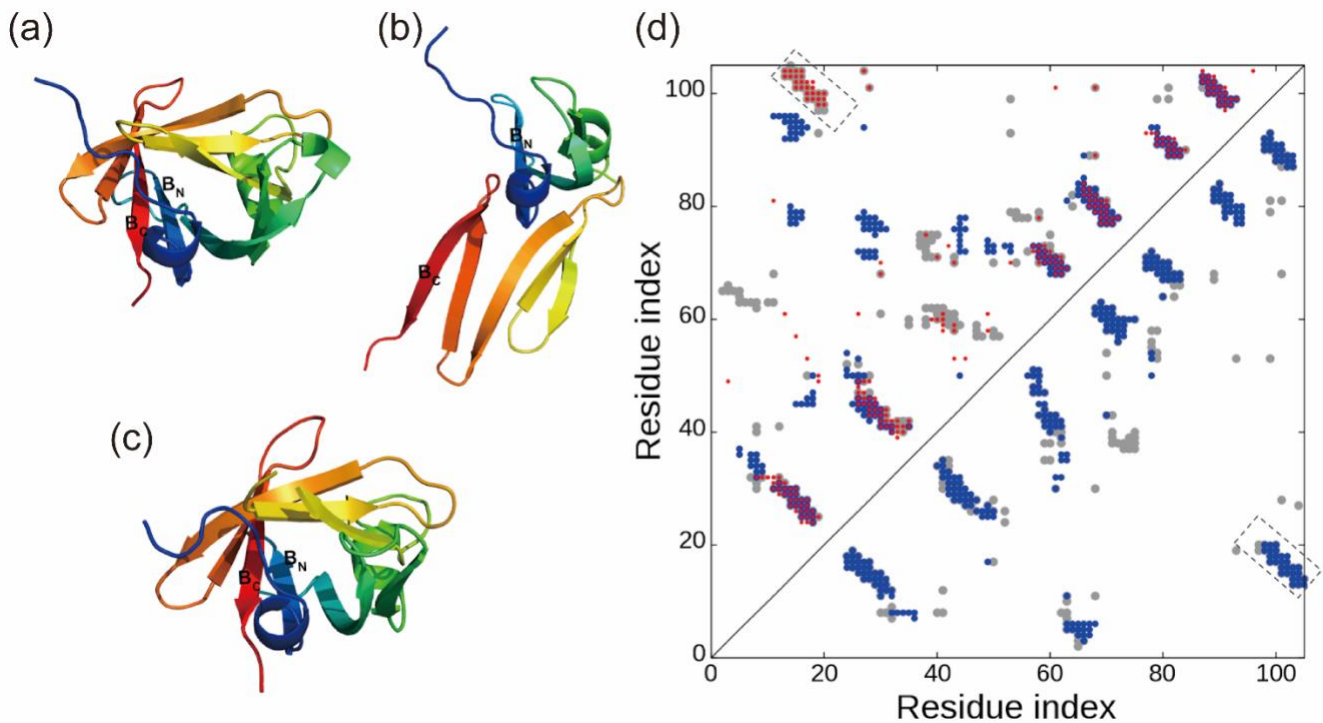 (a)
(b)
(d)
B_N
B_C
B_N
B_C
(c)
B_N
B_C
100
80
60
40
20
0
Residue index
0
20
40
60
80
100
Residue index